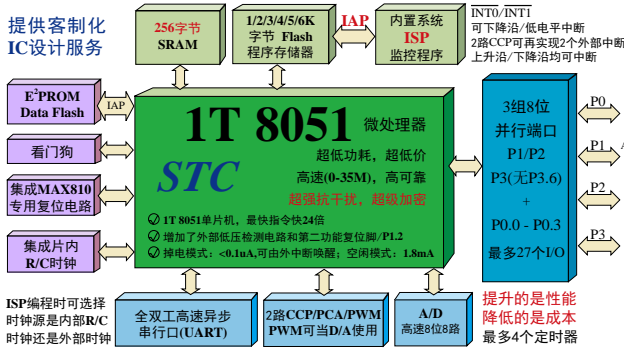 提供客制化
IC设计服务
256字节
SRAM
1/2/3/4/5/6K
字节 Flash
程序存储器
IAP
内置系统
ISP
监控程序
INT0/INT1
可下降沿/低电平中断
2路CCP可再实现2个外部中断
上升沿/下降沿均可中断
E²PROM
Data Flash
IAP
看门狗
集成MAX810
专用复位电路
集成片内
R/C时钟
1T 8051 微处理器
STC
超低功耗，超低价
高速(0-35M)，高可靠
超强抗干扰，超级加密
1T 8051单片机，最快指令快24倍
增加了外部低压检测电路和第二功能复位脚/P1.2
掉电模式：<0.1uA,可由外中断唤醒；空闲模式：1.8mA
3组8位
并行端口
P1/P2
P3(无P3.6)
+
P0.0 - P0.3
最多27个I/O
P0
P1
P2
P3
ISP编程时可选择
时钟源是内部R/C
时钟还是外部时钟
全双工高速异步
串行口(UART)
2路CCP/PCA/PWM
PWM可当D/A使用
A/D
高速8位8路
提升的是性能
降低的是成本
最多4个定时器